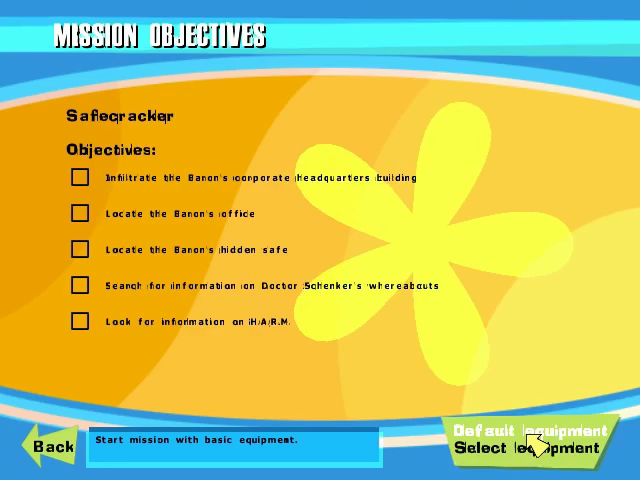 MISSION OBJECTIVES
Safecracker
Objectives:
Infiltrate the Baron's corporate headquarters building
Locate the Baron's office
Locate the Baron's hidden safe
Search for information on Doctor Schenker's whereabouts
Look for information on H.A.R.M.
Default equipment
Select equipment
Back
Start mission with basic equipment.